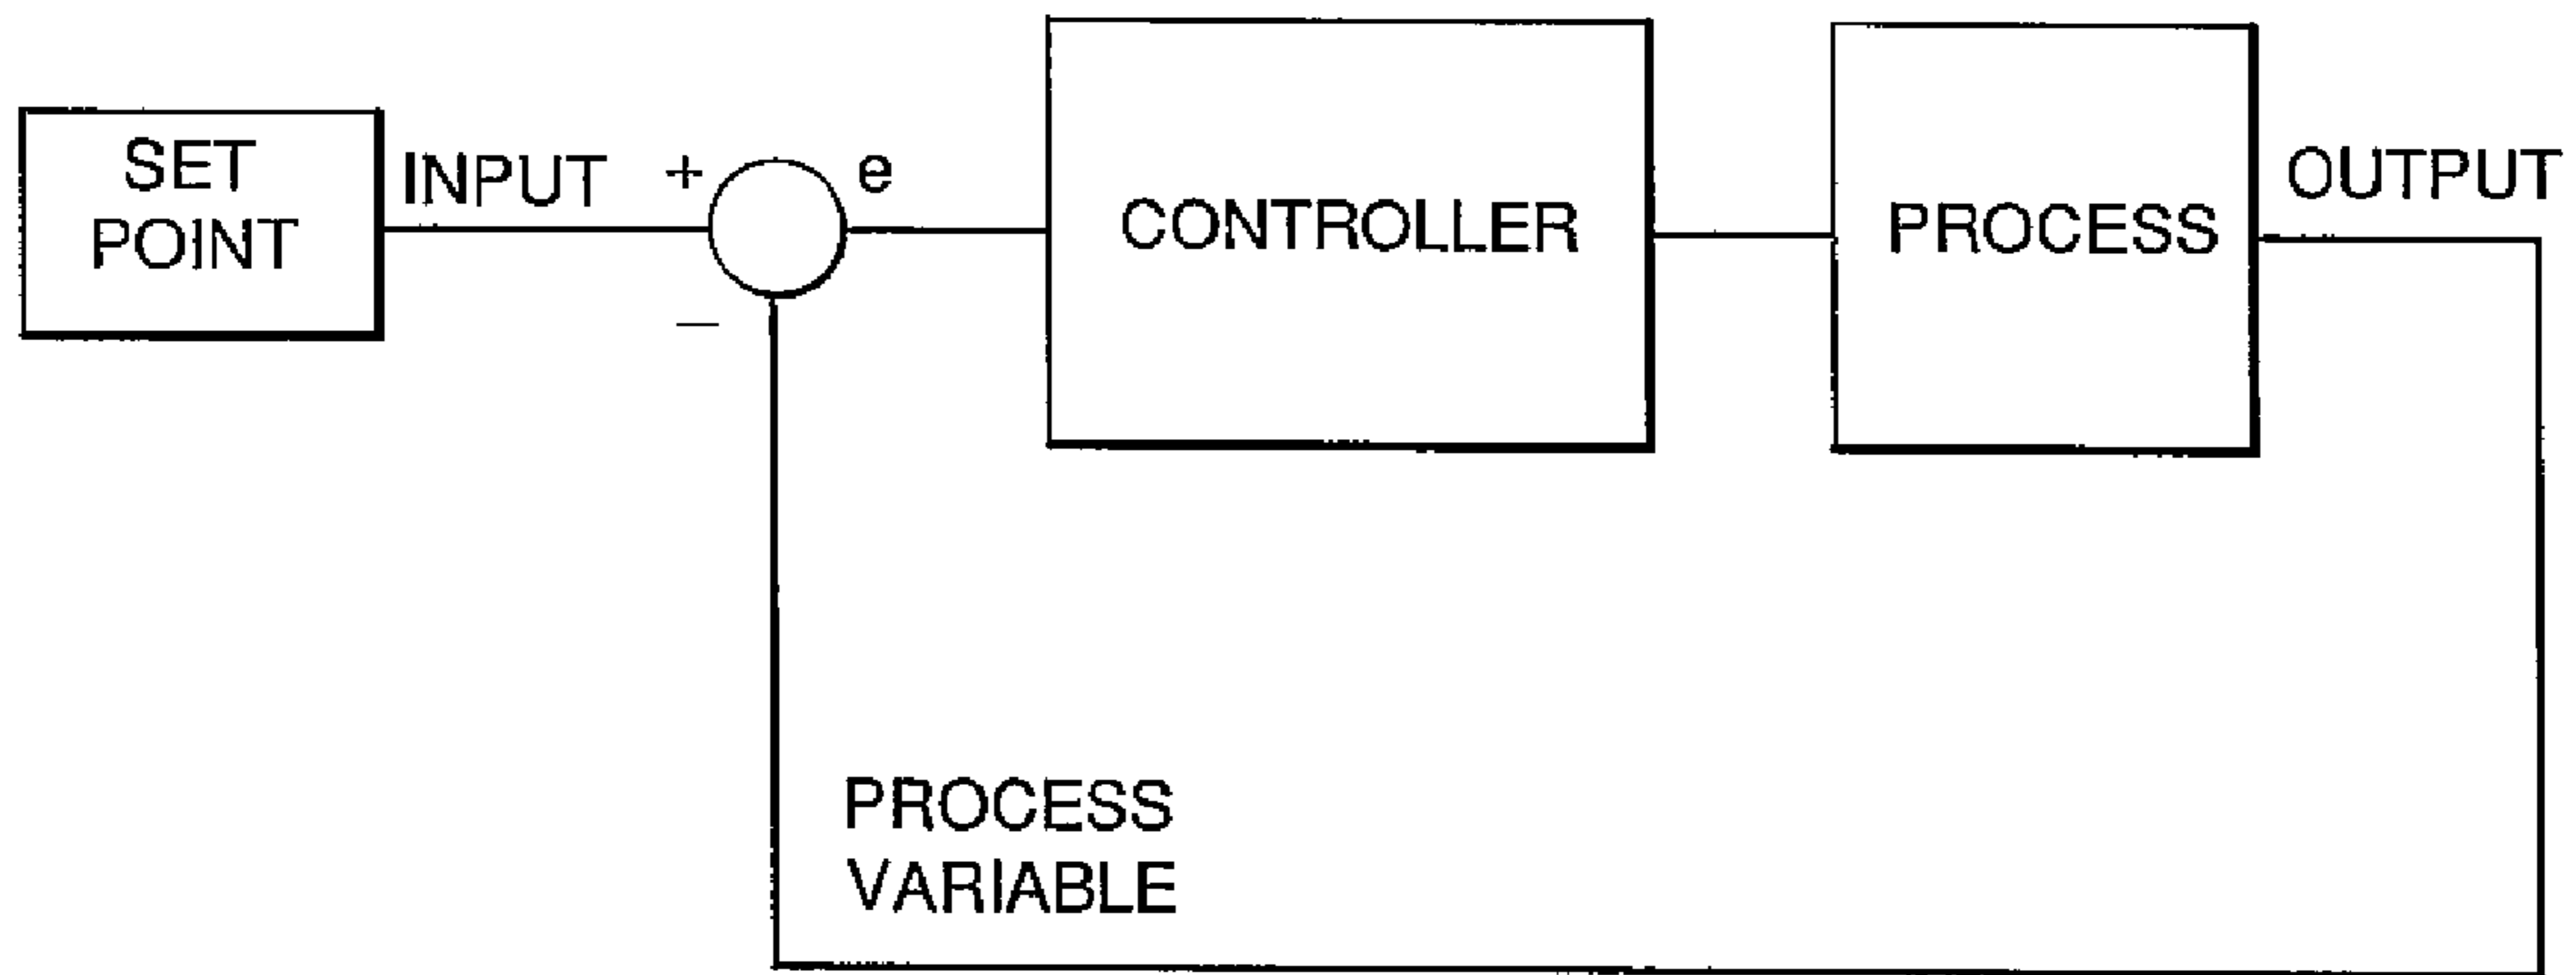 SET
POINT
INPUT
+
e
CONTROLLER
PROCESS
OUTPUT
–
PROCESS
VARIABLE